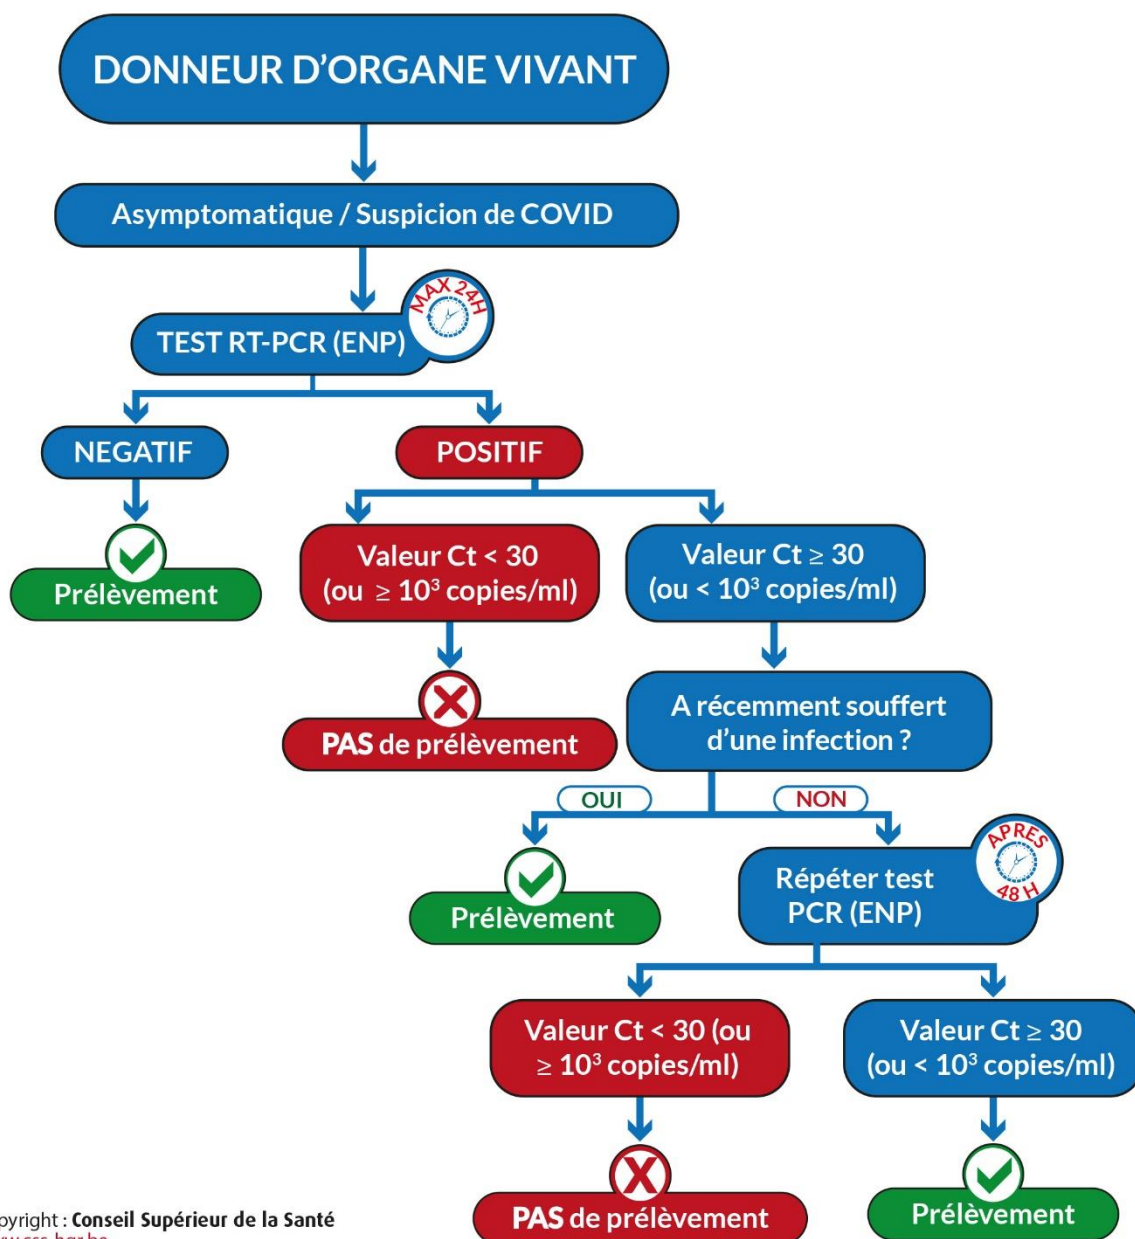 DONNEUR D'ORGANE VIVANT
Asymptomatique / Suspicion de COVID
MAX 24H
TEST RT-PCR (ENP)
NEGATIF
POSITIF
Prélèvement
Valeur Ct < 30
(ou ≥ 10³ copies/ml)
Valeur Ct ≥ 30
(ou < 10³ copies/ml)
PAS de prélèvement
A récemment souffert
d'une infection ?
OUI
NON
Prélèvement
APRES
48 H
Répéter test
PCR (ENP)
Valeur Ct < 30 (ou
≥ 10³ copies/ml)
Valeur Ct ≥ 30
(ou < 10³ copies/ml)
PAS de prélèvement
Prélèvement
pyright : Conseil Supérieur de la Santé